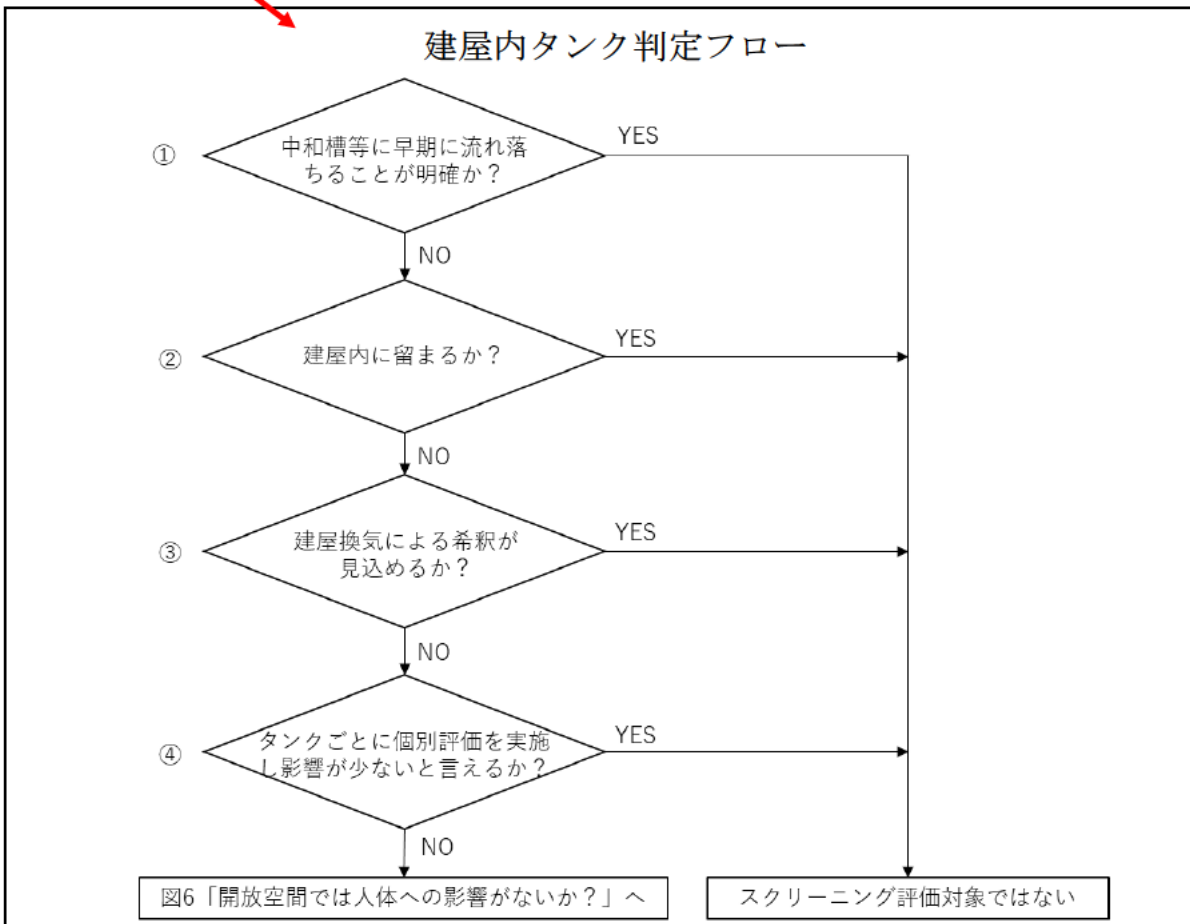 建屋内タンク判定フロー
①
中和槽等に早期に流れ落
ちることが明確か？
YES
NO
②
建屋内に留まるか？
YES
NO
③
建屋換気による希釈が
見込めるか？
YES
NO
④
タンクごとに個別評価を実施
し影響が少ないと言えるか？
YES
NO
図6「開放空間では人体への影響がないか？」へ
スクリーニング評価対象ではない